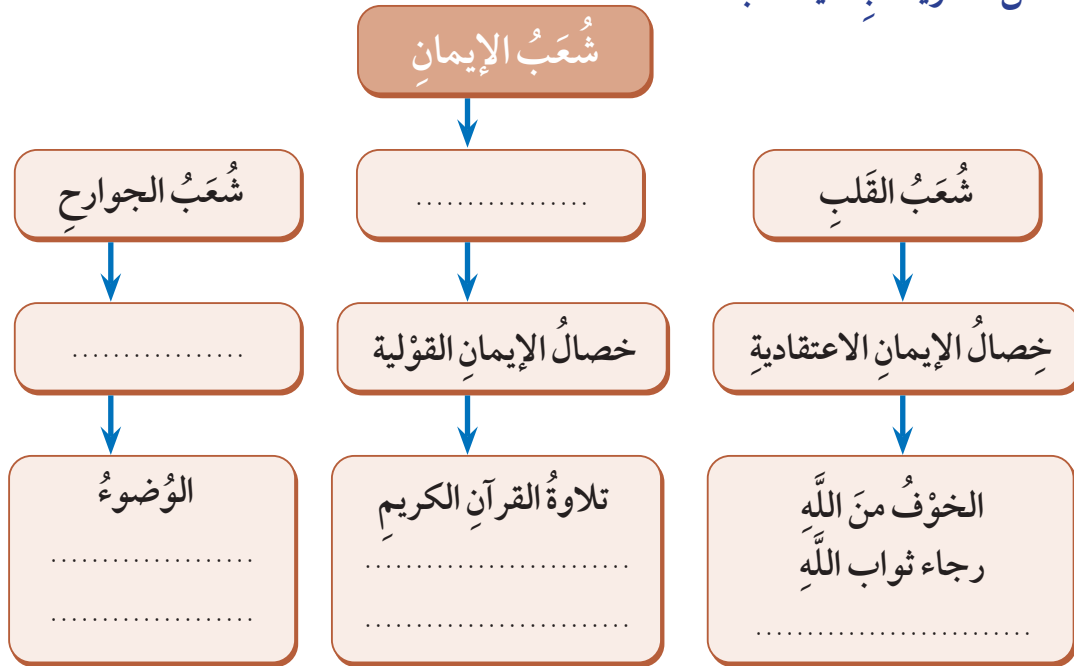 شُعَبُ الإيمانِ
شُعَبُ القَلبِ
.................
شُعَبُ الجوارحِ
خِصالُ الإيمانِ الاعتقاديةِ
خصالُ الإيمانِ القوْلية
.................
الخوْفُ منَ اللَّهِ
رجاء ثواب اللَّهِ
...........................
تلاوةُ القرآنِ الكريمِ
..........................
..........................
الوُضوءُ
....................
....................